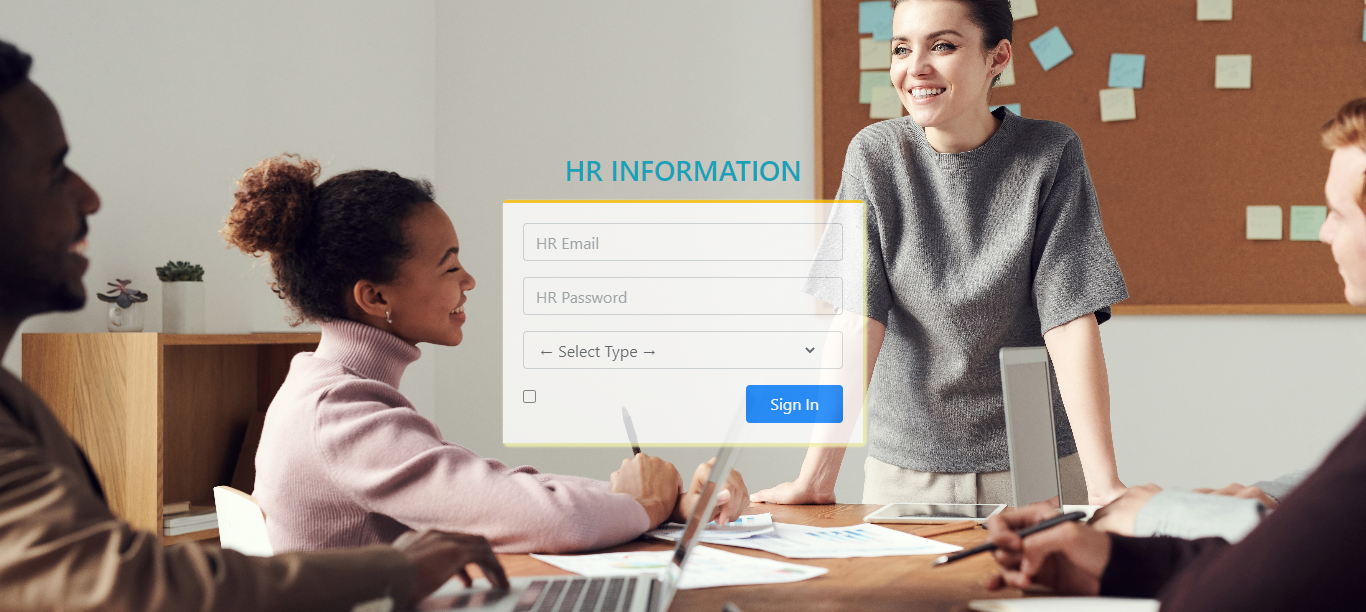 HR INFORMATION
HR Email
HR Password
← Select Type →
Sign In